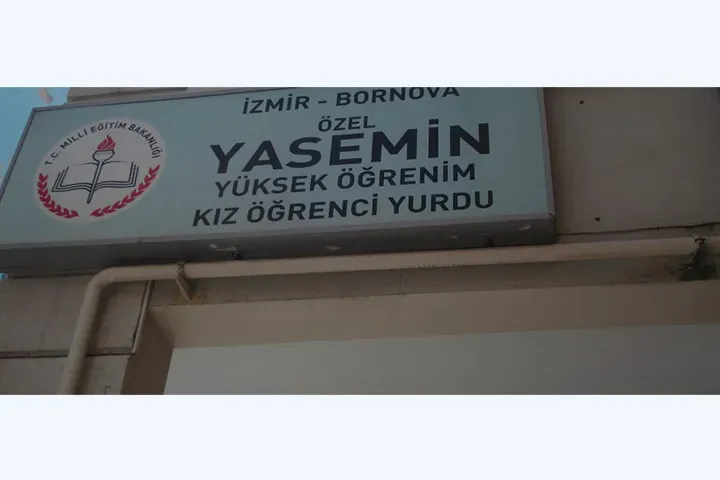 İZMİR - BORNOVA
ÖZEL
YASEMİN
YÜKSEK ÖĞRENİM
KIZ ÖĞRENCİ YURDU
T.C. MİLLİ EĞİTİM BAKANLIĞI